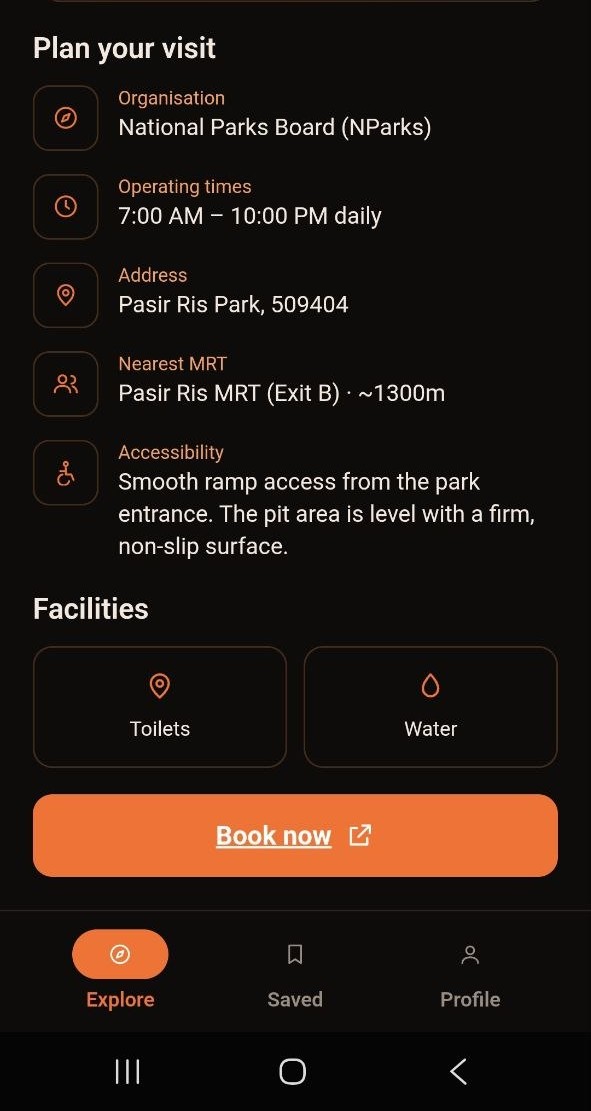 Plan your visit
Organisation
National Parks Board (NParks)
Operating times
7:00 AM – 10:00 PM daily
Address
Pasir Ris Park, 509404
Nearest MRT
Pasir Ris MRT (Exit B) · ~1300m
Accessibility
Smooth ramp access from the park
entrance. The pit area is level with a firm,
non-slip surface.
Facilities
Toilets
Water
Book now
Explore
Saved
Profile